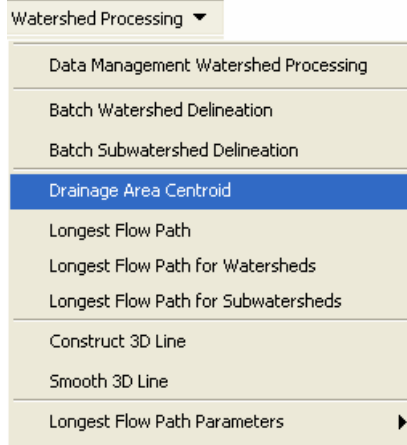 Watershed Processing
Data Management Watershed Processing
Batch Watershed Delineation
Batch Subwatershed Delineation
Drainage Area Centroid
Longest Flow Path
Longest Flow Path for Watersheds
Longest Flow Path for Subwatersheds
Construct 3D Line
Smooth 3D Line
Longest Flow Path Parameters